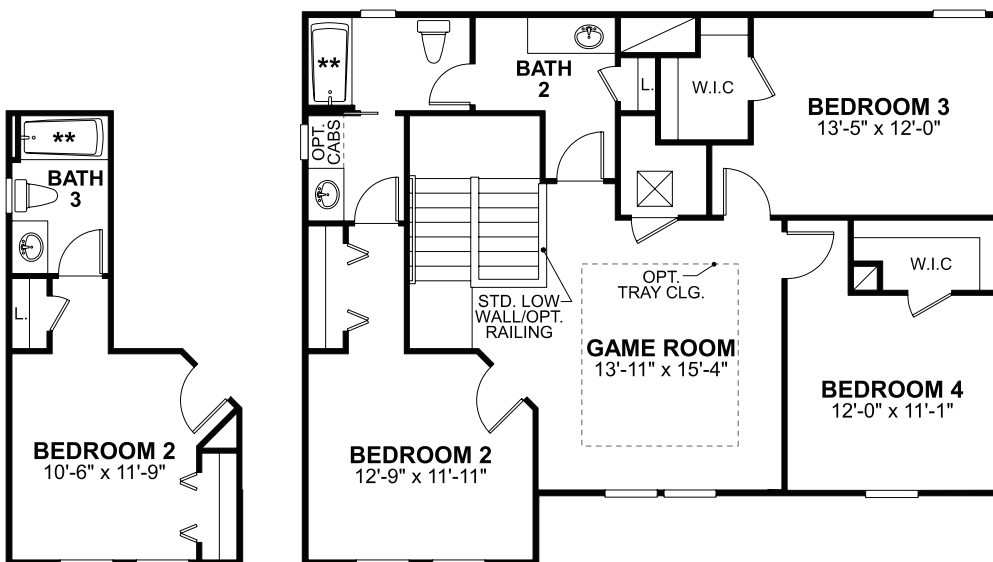 **
BATH
3
L.
BEDROOM 2
10'-6" x 11'-9"
**
BATH
2
L.
W.I.C
BEDROOM 3
13'-5" x 12'-0"
OPT.
CABS
W.I.C
OPT.
TRAY CLG.
STD. LOW
WALL/OPT.
RAILING
GAME ROOM
13'-11" x 15'-4"
BEDROOM 4
12'-0" x 11'-1"
BEDROOM 2
12'-9" x 11'-11"